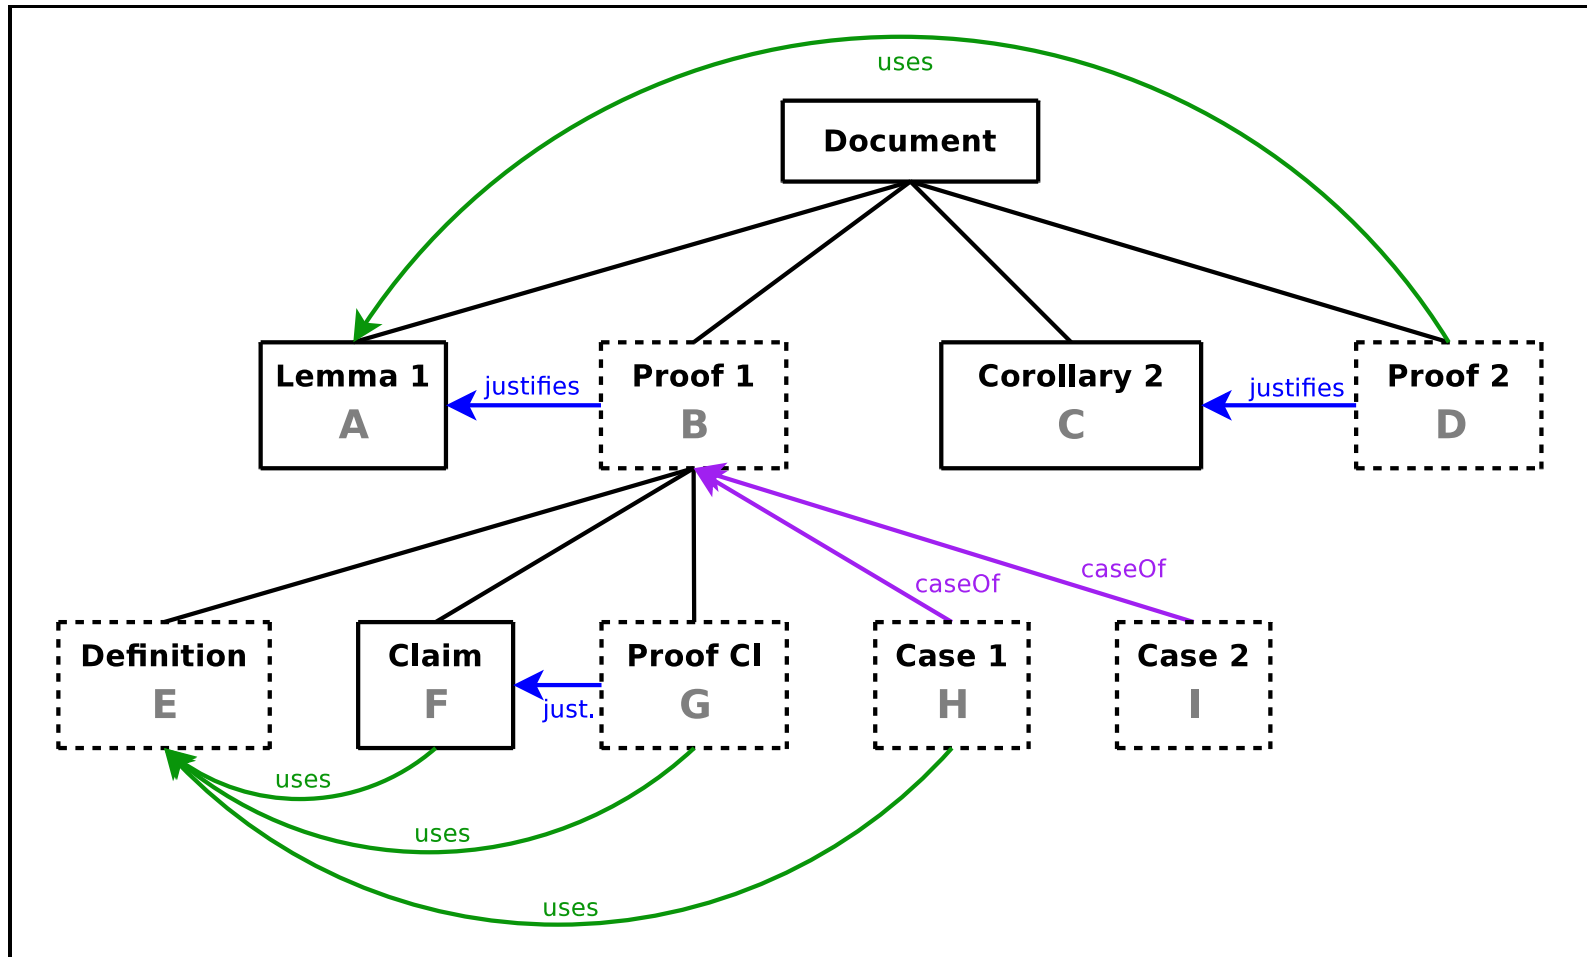 uses
Document
Lemma 1
A
justifies
Proof 1
B
Corollary 2
C
justifies
Proof 2
D
caseOf
caseOf
Definition
E
Claim
F
just.
Proof Cl
G
Case 1
H
Case 2
I
uses
uses
uses